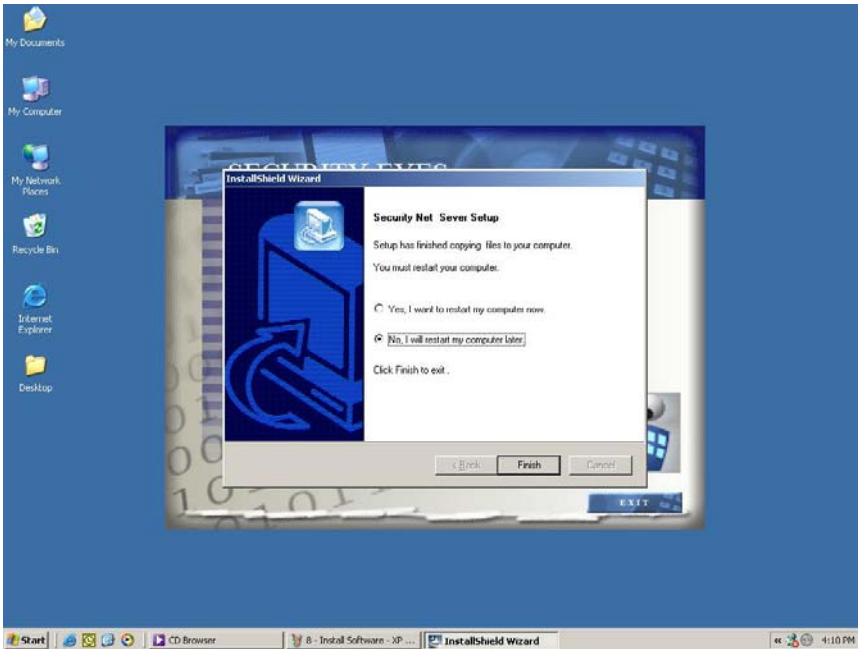 My Documents
My Computer
My Network
Places
Recycle Bin
Internet
Explorer
Desktop
SECURITY EYES
InstallShield Wizard
Security Net Sever Setup
Setup has finished copying files to your computer.
You must restart your computer.
Yes, I want to restart my computer now.
No, I will restart my computer later.
Click Finish to exit .
< Back Finish Cancel
EXIT
Start CD Browser 8 - Install Software - XP ... InstallShield Wizard « 4:10 PM